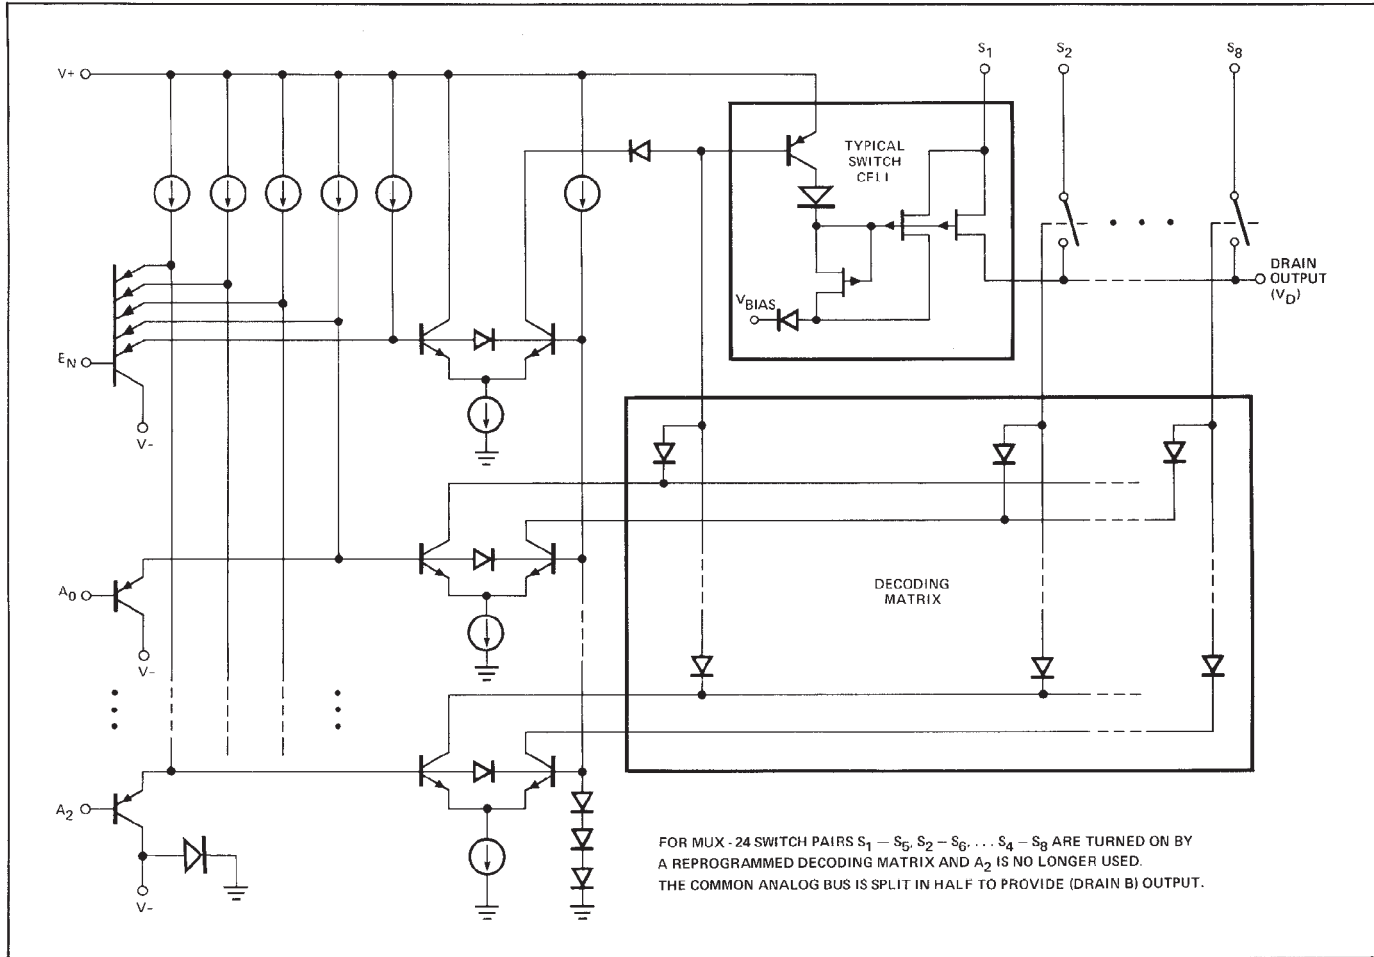 S1
S2
S8
V+
TYPICAL
SWITCH
CELL
DRAIN
OUTPUT
(VD)
VBIAS
EN
V-
A0
V-
DECODING
MATRIX
A2
V-
FOR MUX - 24 SWITCH PAIRS S1 – S5, S2 – S6, . . . S4 – S8 ARE TURNED ON BY
A REPROGRAMMED DECODING MATRIX AND A2 IS NO LONGER USED.
THE COMMON ANALOG BUS IS SPLIT IN HALF TO PROVIDE (DRAIN B) OUTPUT.